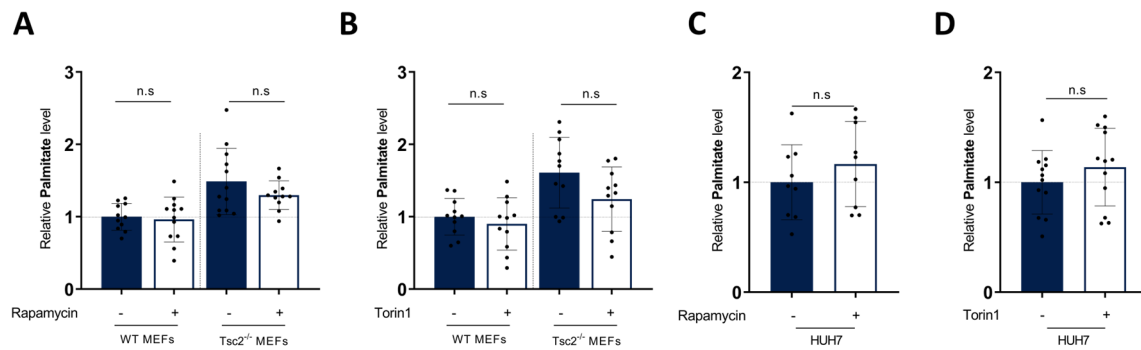 A
Relative Palmitate level
3
2
1
0
n.s
n.s
Rapamycin
-
+
-
+
WT MEFs
Tsc2-/- MEFs
B
Relative Palmitate level
3
2
1
0
n.s
n.s
Torin1
-
+
-
+
WT MEFs
Tsc2-/- MEFs
C
Relative Palmitate level
2
1
0
n.s
Rapamycin
-
+
HUH7
D
Relative Palmitate level
2
1
0
n.s
Torin1
-
+
HUH7